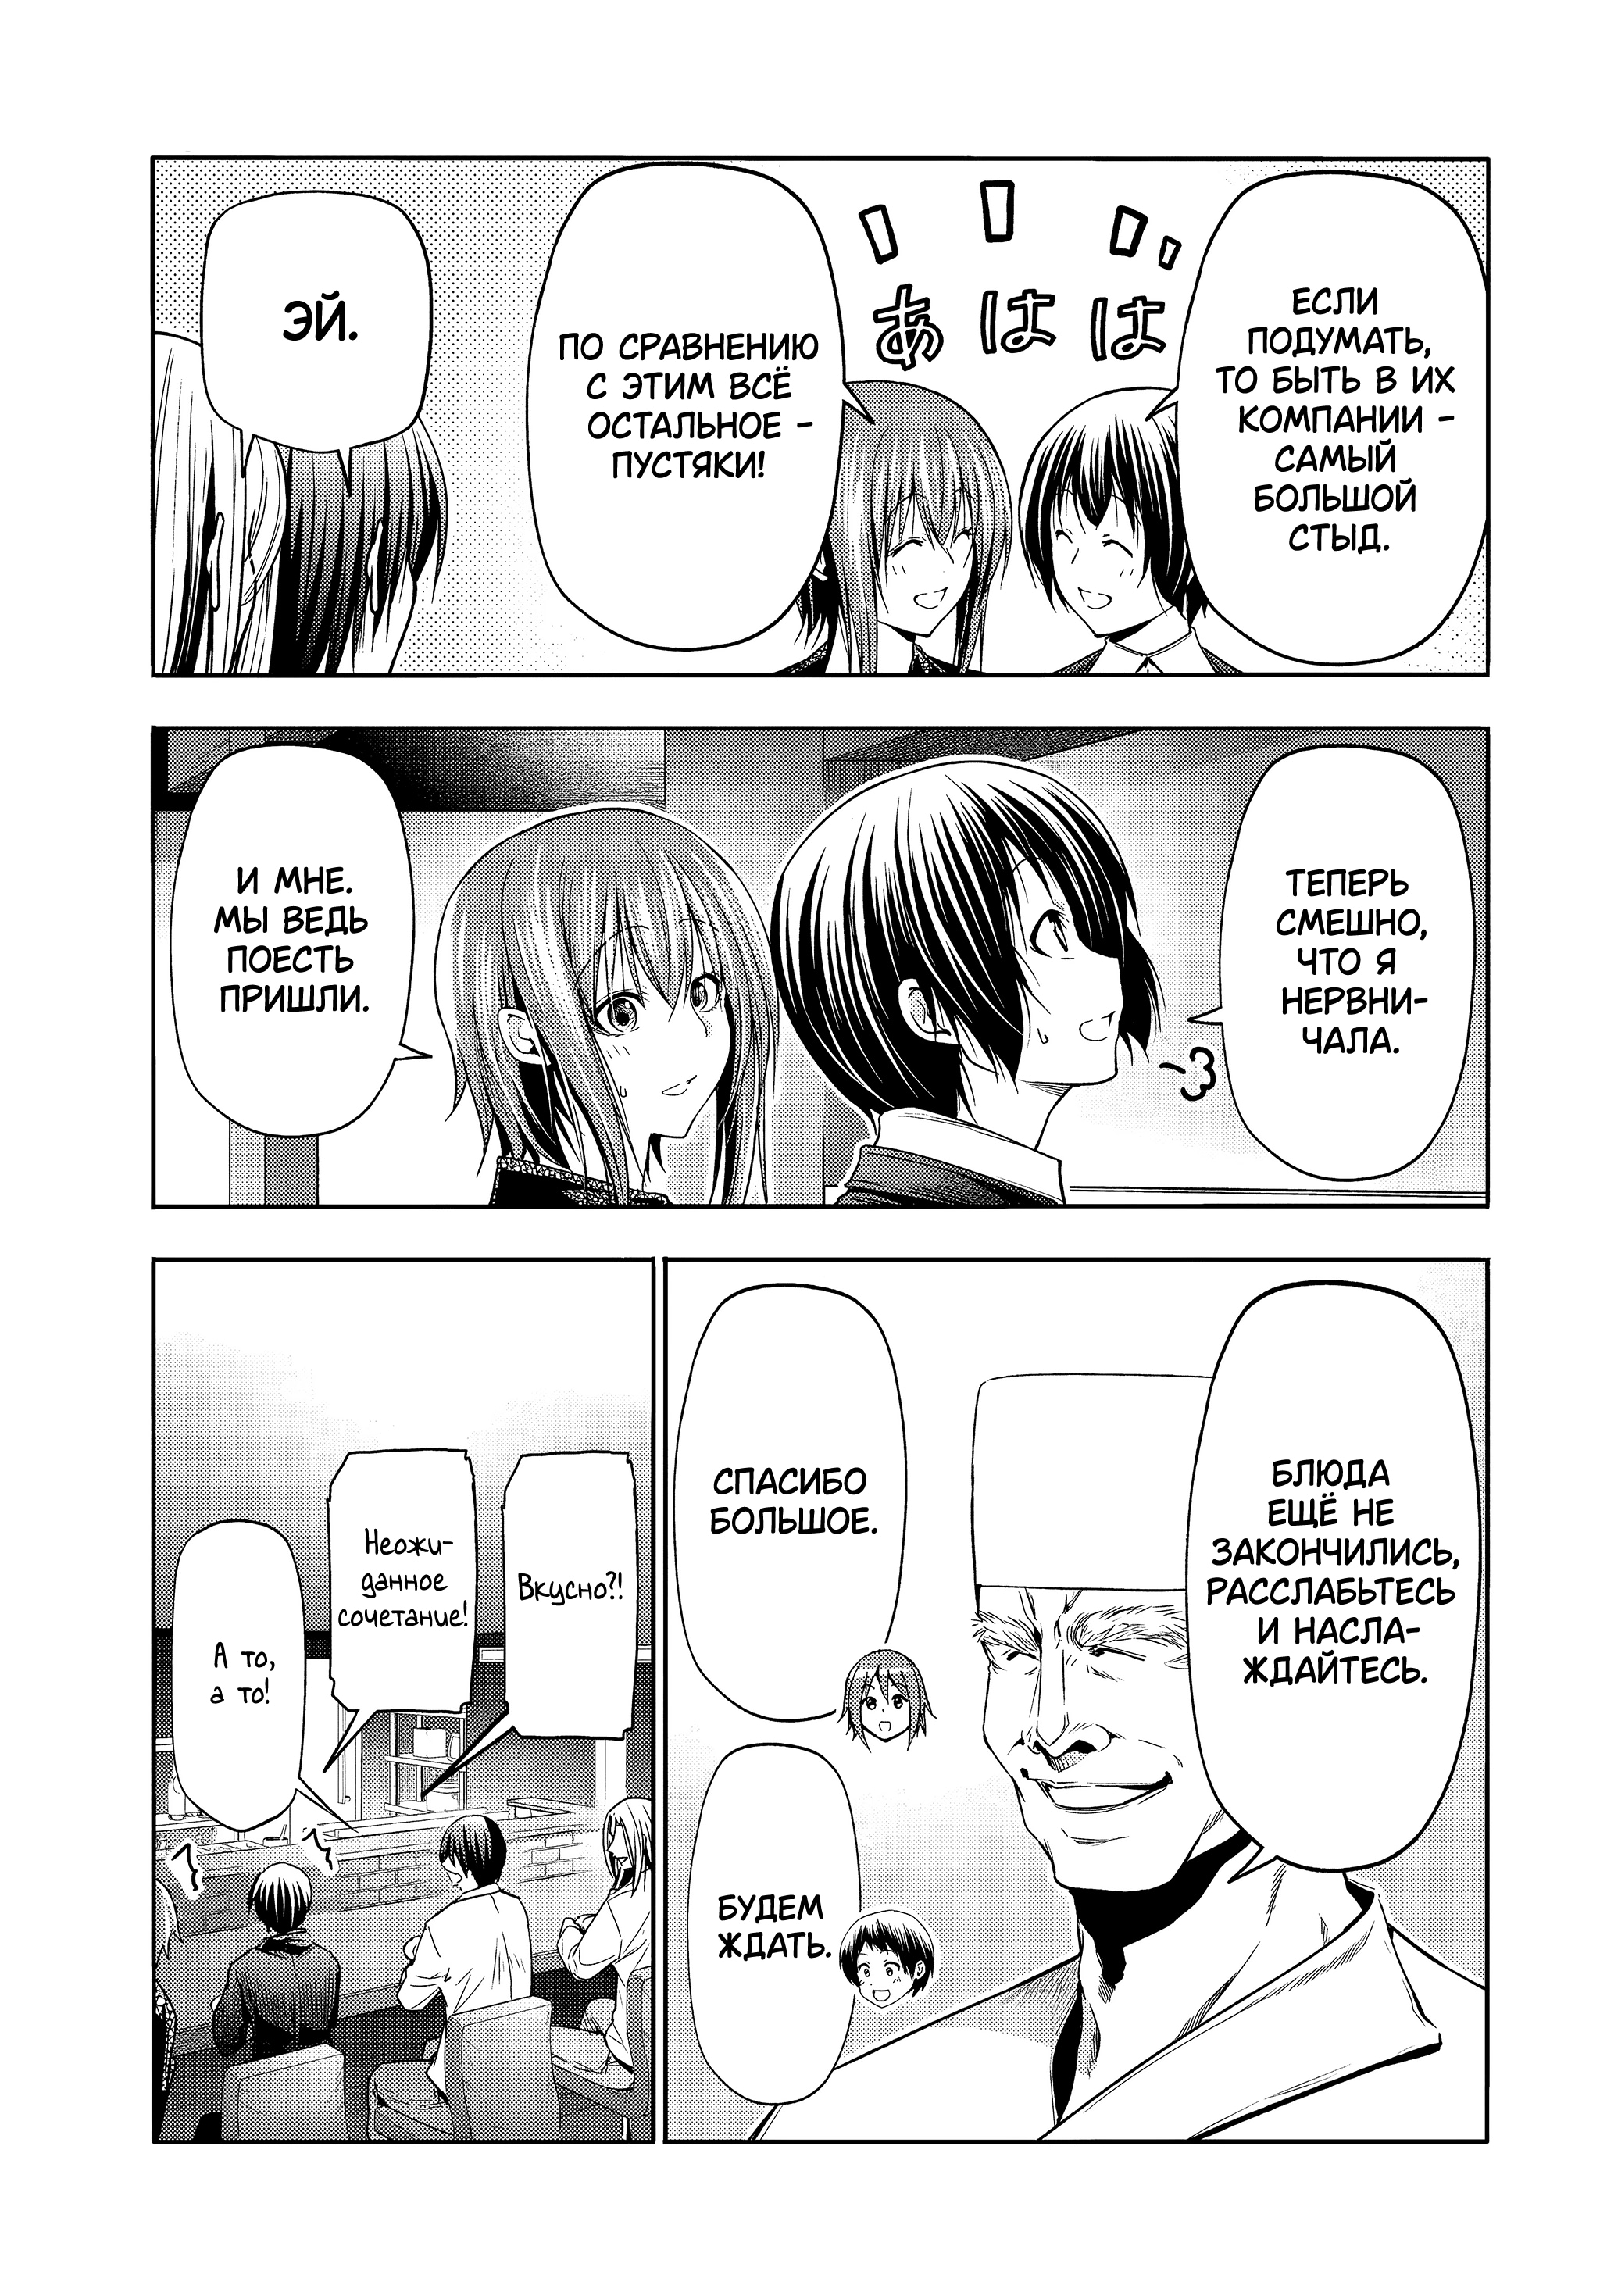 ЕСЛИ
ПОДУМАТЬ,
ТО БЫТЬ В ИХ
КОМПАНИИ -
САМЫЙ
БОЛЬШОЙ
СТЫД.
あはは
ПО СРАВНЕНИЮ
С ЭТИМ ВСЁ
ОСТАЛЬНОЕ -
ПУСТЯКИ!
ЭЙ.
ТЕПЕРЬ
СМЕШНО,
ЧТО Я
НЕРВНИ-
ЧАЛА.
И МНЕ.
МЫ ВЕДЬ
ПОЕСТЬ
ПРИШЛИ.
БЛЮДА
ЕЩЁ НЕ
ЗАКОНЧИЛИСЬ,
РАССЛАБЬТЕСЬ
И НАСЛА-
ЖДАЙТЕСЬ.
СПАСИБО
БОЛЬШОЕ.
БУДЕМ
ЖДАТЬ.
Вкусно?!
Неожи-
данное
сочетание!
А то,
а то!